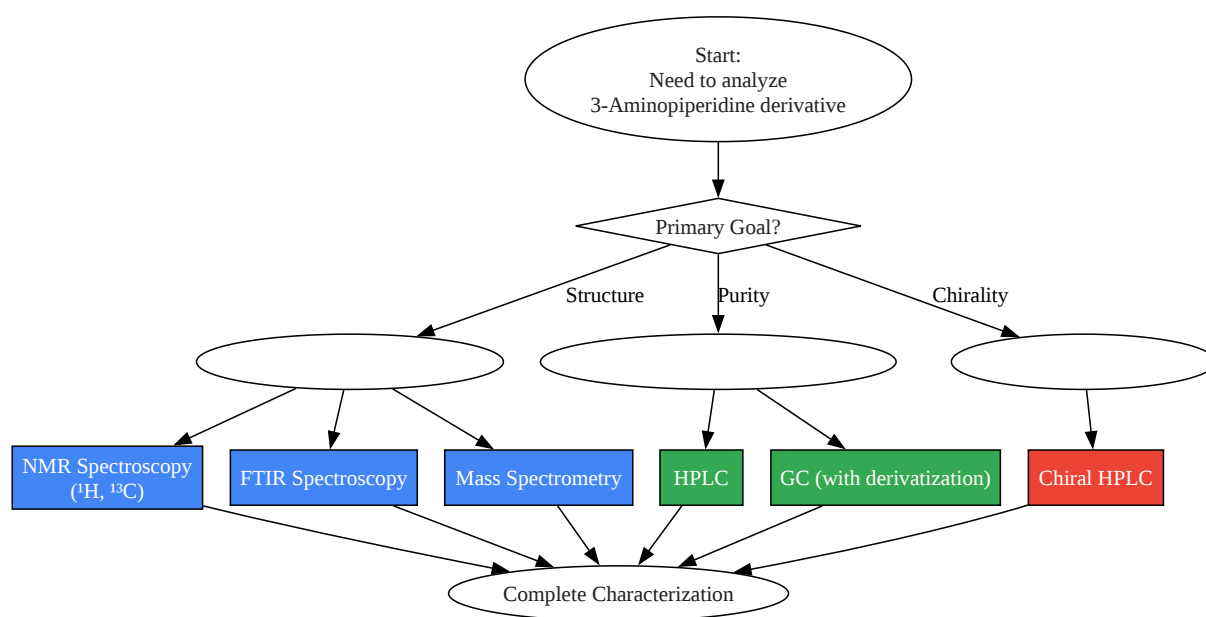 Start:
Need to analyze
3-Aminopiperidine derivative
Primary Goal?
Structure
Purity
Chirality
NMR Spectroscopy
(¹H, ¹³C)
FTIR Spectroscopy
Mass Spectrometry
HPLC
GC (with derivatization)
Chiral HPLC
Complete Characterization